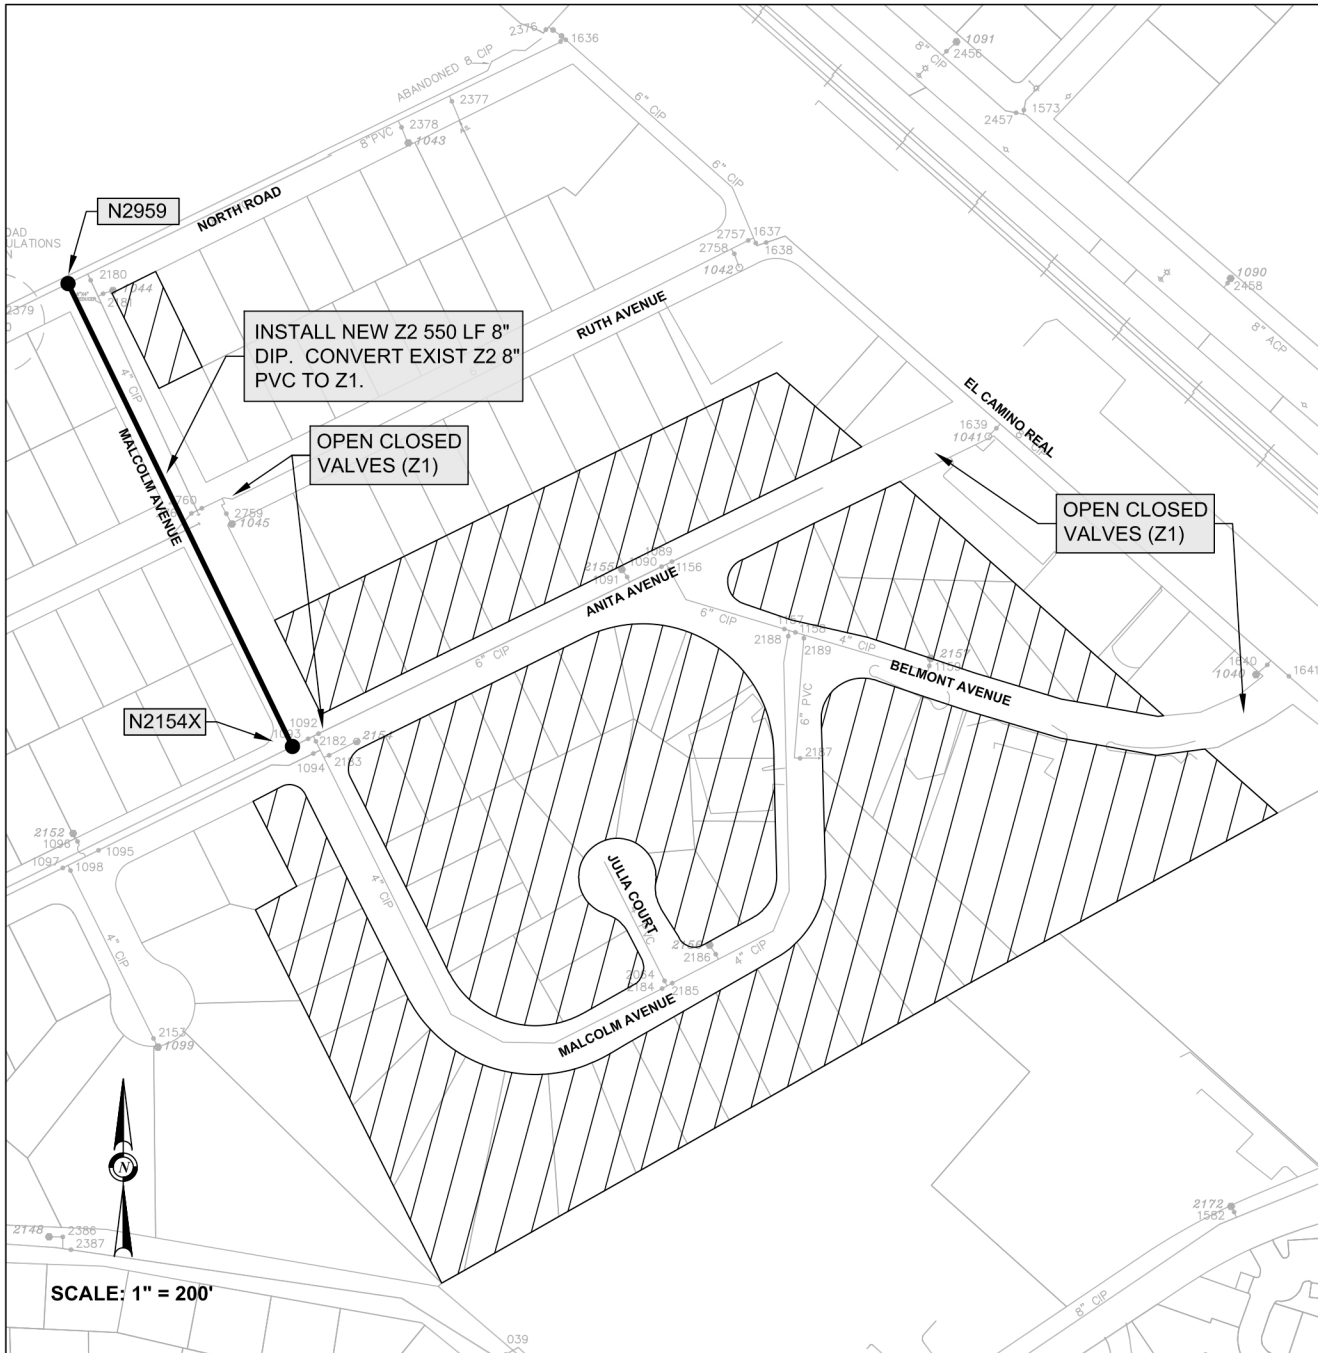 2376
1636
1091
2456
8" CIP
ABANDONED 8 CIP
6" CIP
2377
2457
1573
2378
8"PVC
1043
6" CIP
NORTH ROAD
N2959
2757
1637
2758
1638
1042
2180
1044
2181
2379
1090
2458
8" ACP
RUTH AVENUE
INSTALL NEW Z2 550 LF 8"
DIP. CONVERT EXIST Z2 8"
PVC TO Z1.
4" CIP
EL CAMINO REAL
1639
1041
MALCOLM AVENUE
OPEN CLOSED
VALVES (Z1)
2759
1045
OPEN CLOSED
VALVES (Z1)
1089
1090
2155
1091
1156
ANITA AVENUE
6" CIP
1157
1158
2188
2189
4" CIP
2157
1159
BELMONT AVENUE
1640
1040
1641
6" CIP
6" PVC
N2154X
1092
1093
2182
2154
1094
2183
2187
2152
1096
1095
1097
1098
4" CIP
JULIA COURT
4" CIP
2186
4" CIP
2064
2184
2185
MALCOLM AVENUE
2153
1099
N
2148
2386
2387
2172
1582
SCALE: 1" = 200'
8" CIP
039